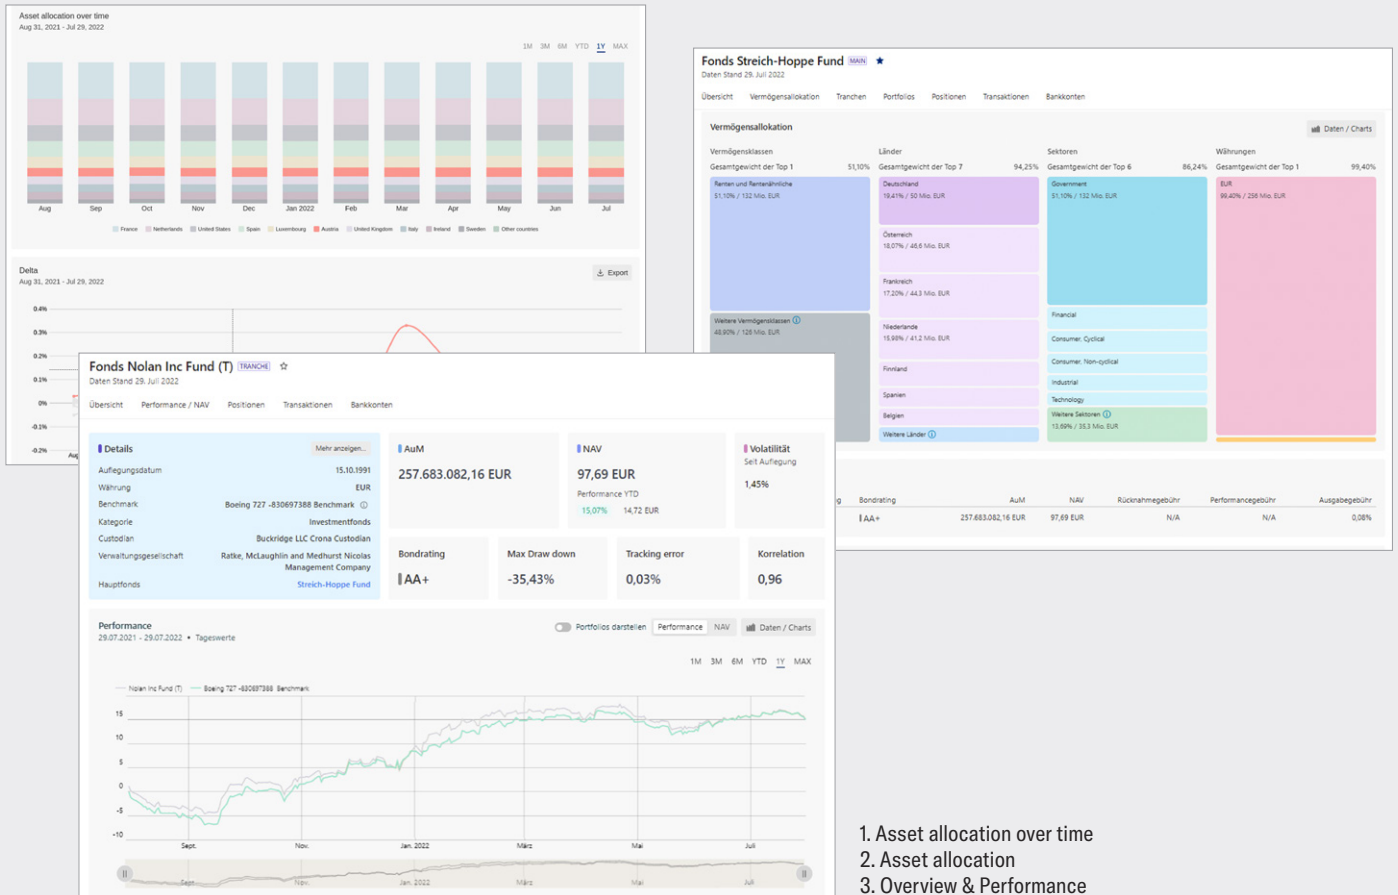 Asset allocation over time
Aug 31, 2021 - Jul 29, 2022
1M 3M 6M YTD 1Y MAX
Aug Sep Oct Nov Dec Jan 2022 Feb Mar Apr May Jun Jul
France Netherlands United States Spain Luxembourg Austria United Kingdom Italy Ireland Sweden Other countries
Delta
Aug 31, 2021 - Jul 29, 2022
Export
0.4%
0.3%
0.2%
0.1%
0%
-0.1%
-0.2%
Fonds Streich-Hoppe Fund MAIN
Daten Stand 29. Juli 2022
Übersicht Vermögensallokation Tranchen Portfolios Positionen Transaktionen Bankkonten
Vermögensallokation
Daten / Charts
Vermögensklassen Länder Sektoren Währungen
Gesamtgewicht der Top 1 51,10% Gesamtgewicht der Top 7 94,25% Gesamtgewicht der Top 6 86,24% Gesamtgewicht der Top 1 99,40%
Renten und Rentenähnliche
51,10% / 132 Mio. EUR
Weitere Vermögensklassen
48,90% / 126 Mio. EUR
Deutschland
19,41% / 50 Mio. EUR
Österreich
18,07% / 46,6 Mio. EUR
Frankreich
17,20% / 44,3 Mio. EUR
Niederlande
15,98% / 41,2 Mio. EUR
Finnland
Spanien
Belgien
Weitere Länder
Government
51,10% / 132 Mio. EUR
Financial
Consumer, Cyclical
Consumer, Non-cyclical
Industrial
Technology
Weitere Sektoren
13,69% / 35,3 Mio. EUR
EUR
99,40% / 256 Mio. EUR
Bondrating AuM NAV Rücknahmegebühr Performancegebühr Ausgabegebühr
AA+ 257.683.082,16 EUR 97,69 EUR N/A N/A 0,08%
Fonds Nolan Inc Fund (T) TRANCHE
Daten Stand 29. Juli 2022
Übersicht Performance / NAV Positionen Transaktionen Bankkonten
Details Mehr anzeigen...
Auflegungsdatum 15.10.1991
Währung EUR
Benchmark Boeing 727 -830697388 Benchmark
Kategorie Investmentfonds
Custodian Buckridge LLC Crona Custodian
Verwaltungsgesellschaft Ratke, McLaughlin and Medhurst Nicolas
Management Company
Hauptfonds Streich-Hoppe Fund
AuM
257.683.082,16 EUR
NAV
97,69 EUR
Performance YTD
15,07% 14,72 EUR
Volatilität
Seit Auflegung
1,45%
Bondrating
AA+
Max Draw down
-35,43%
Tracking error
0,03%
Korrelation
0,96
Performance
29.07.2021 - 29.07.2022 • Tageswerte
Portfolios darstellen Performance NAV Daten / Charts
1M 3M 6M YTD 1Y MAX
Nolan Inc Fund (T) Boeing 727 -830697388 Benchmark
15
10
5
0
-5
-10
Sept. Nov. Jan. 2022 März Mai Juli
Sept. Nov. Jan. 2022 März Mai Juli
1. Asset allocation over time
2. Asset allocation
3. Overview & Performance